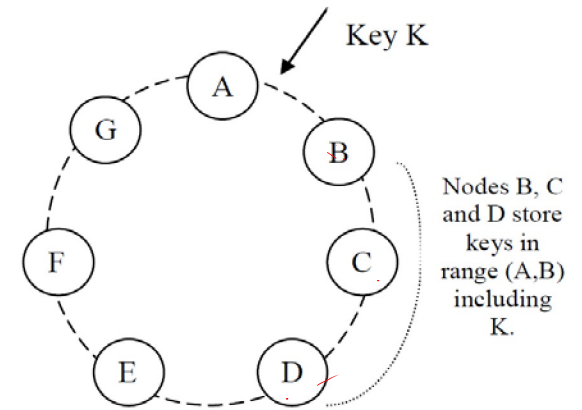 Key K
A
B
G
Nodes B, C
and D store
keys in
range (A,B)
including
K.
C
F
E
D